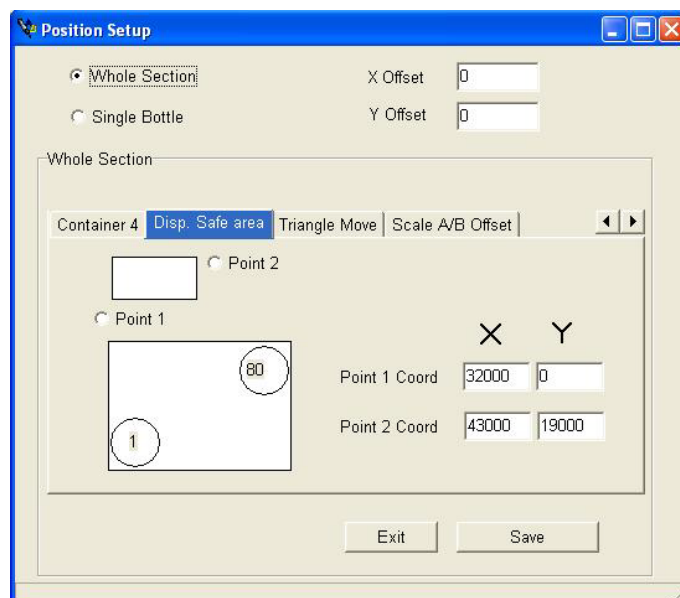 Position Setup
Whole Section X Offset 0
Single Bottle Y Offset 0
Whole Section
Container 4 Disp. Safe area Triangle Move Scale A/B Offset
Point 2
Point 1
X Y
80
Point 1 Coord 32000 0
Point 2 Coord 43000 19000
1
Exit Save